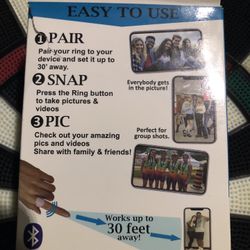 EASY TO USE
1 PAIR
Pair your ring to your
device and set it up to
30' away.
2 SNAP
Press the Ring button
to take pictures &
videos
3 PIC
Check out your amazing
pics and videos
Share with family & friends!
Everybody gets
in the picture!
Perfect for
group shots.
Works up to
30 feet
away!